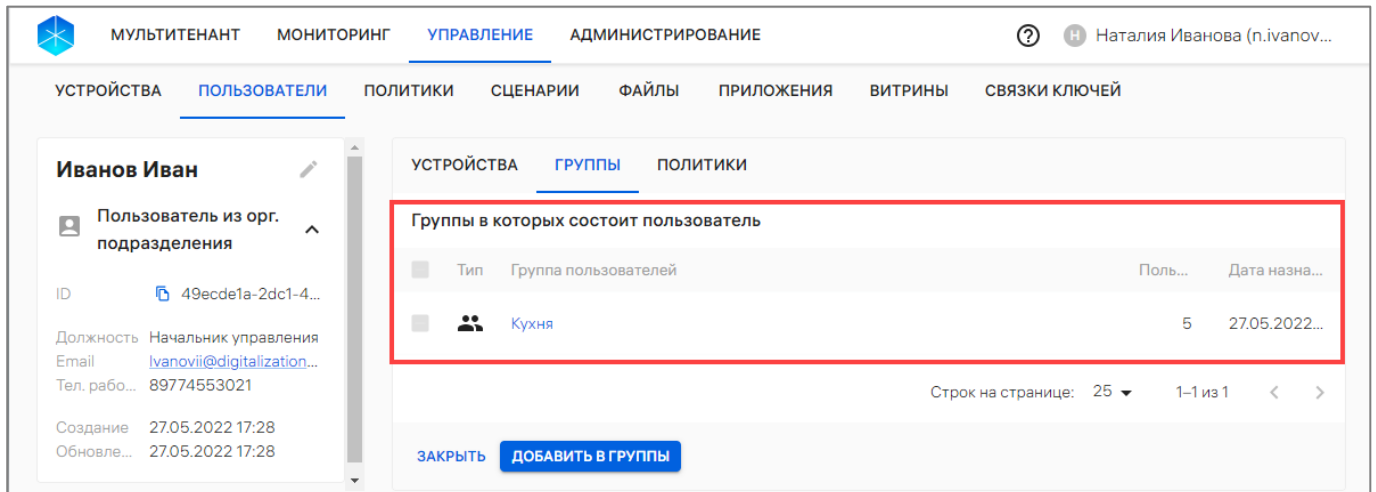 МУЛЬТИТЕНАНТ МОНИТОРИНГ УПРАВЛЕНИЕ АДМИНИСТРИРОВАНИЕ ? Н Наталия Иванова (n.ivanov...
УСТРОЙСТВА ПОЛЬЗОВАТЕЛИ ПОЛИТИКИ СЦЕНАРИИ ФАЙЛЫ ПРИЛОЖЕНИЯ ВИТРИНЫ СВЯЗКИ КЛЮЧЕЙ
Иванов Иван
Пользователь из орг.
подразделения
ID 49ecde1a-2dc1-4...
Должность Начальник управления
Email Ivanovii@digitalization...
Тел. рабо... 89774553021
Создание 27.05.2022 17:28
Обновле... 27.05.2022 17:28
УСТРОЙСТВА ГРУППЫ ПОЛИТИКИ
Группы в которых состоит пользователь
Тип Группа пользователей Поль... Дата назна...
Кухня 5 27.05.2022...
Строк на странице: 25 1–1 из 1
ЗАКРЫТЬ ДОБАВИТЬ В ГРУППЫ